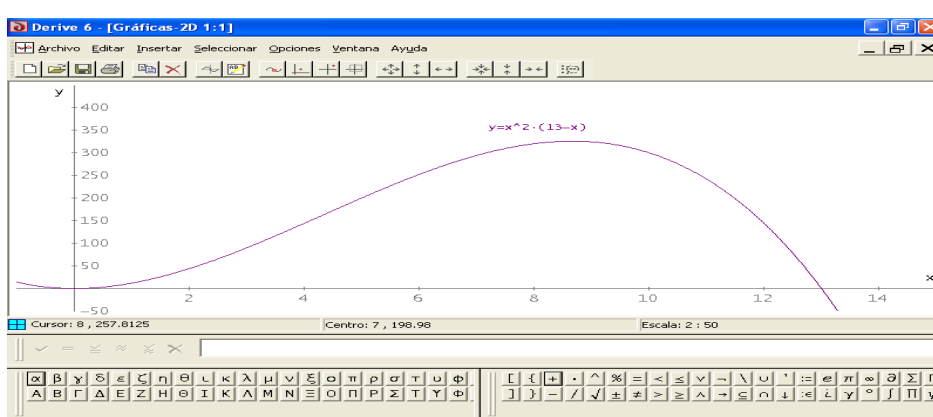 Derive 6 - [Gráficas-2D 1:1]
Archivo Editar Insertar Seleccionar Opciones Ventana Ayuda
y
400
350
y=x^2·(13-x)
300
250
200
150
100
50
x
2 4 6 8 10 12 14
-50
Cursor: 8 , 257.8125 Centro: 7 , 198.98 Escala: 2 : 50
✓ = ≚ ≈ ×
α β γ δ ε ζ η θ ι κ λ μ ν ξ ο π ρ σ τ υ φ [ { + · ^ % = < ≤ ∨ ¬ \ ∪ ' := e π ∞ ∂ ∑
Α Β Γ Δ Ε Ζ Η Θ Ι Κ Λ Μ Ν Ξ Ο Π Ρ Σ Τ Υ Φ ] } − / √ ± ≠ > ≥ ∧ → ⊆ ∩ ↓ :∈ i γ ° ∫ ∏